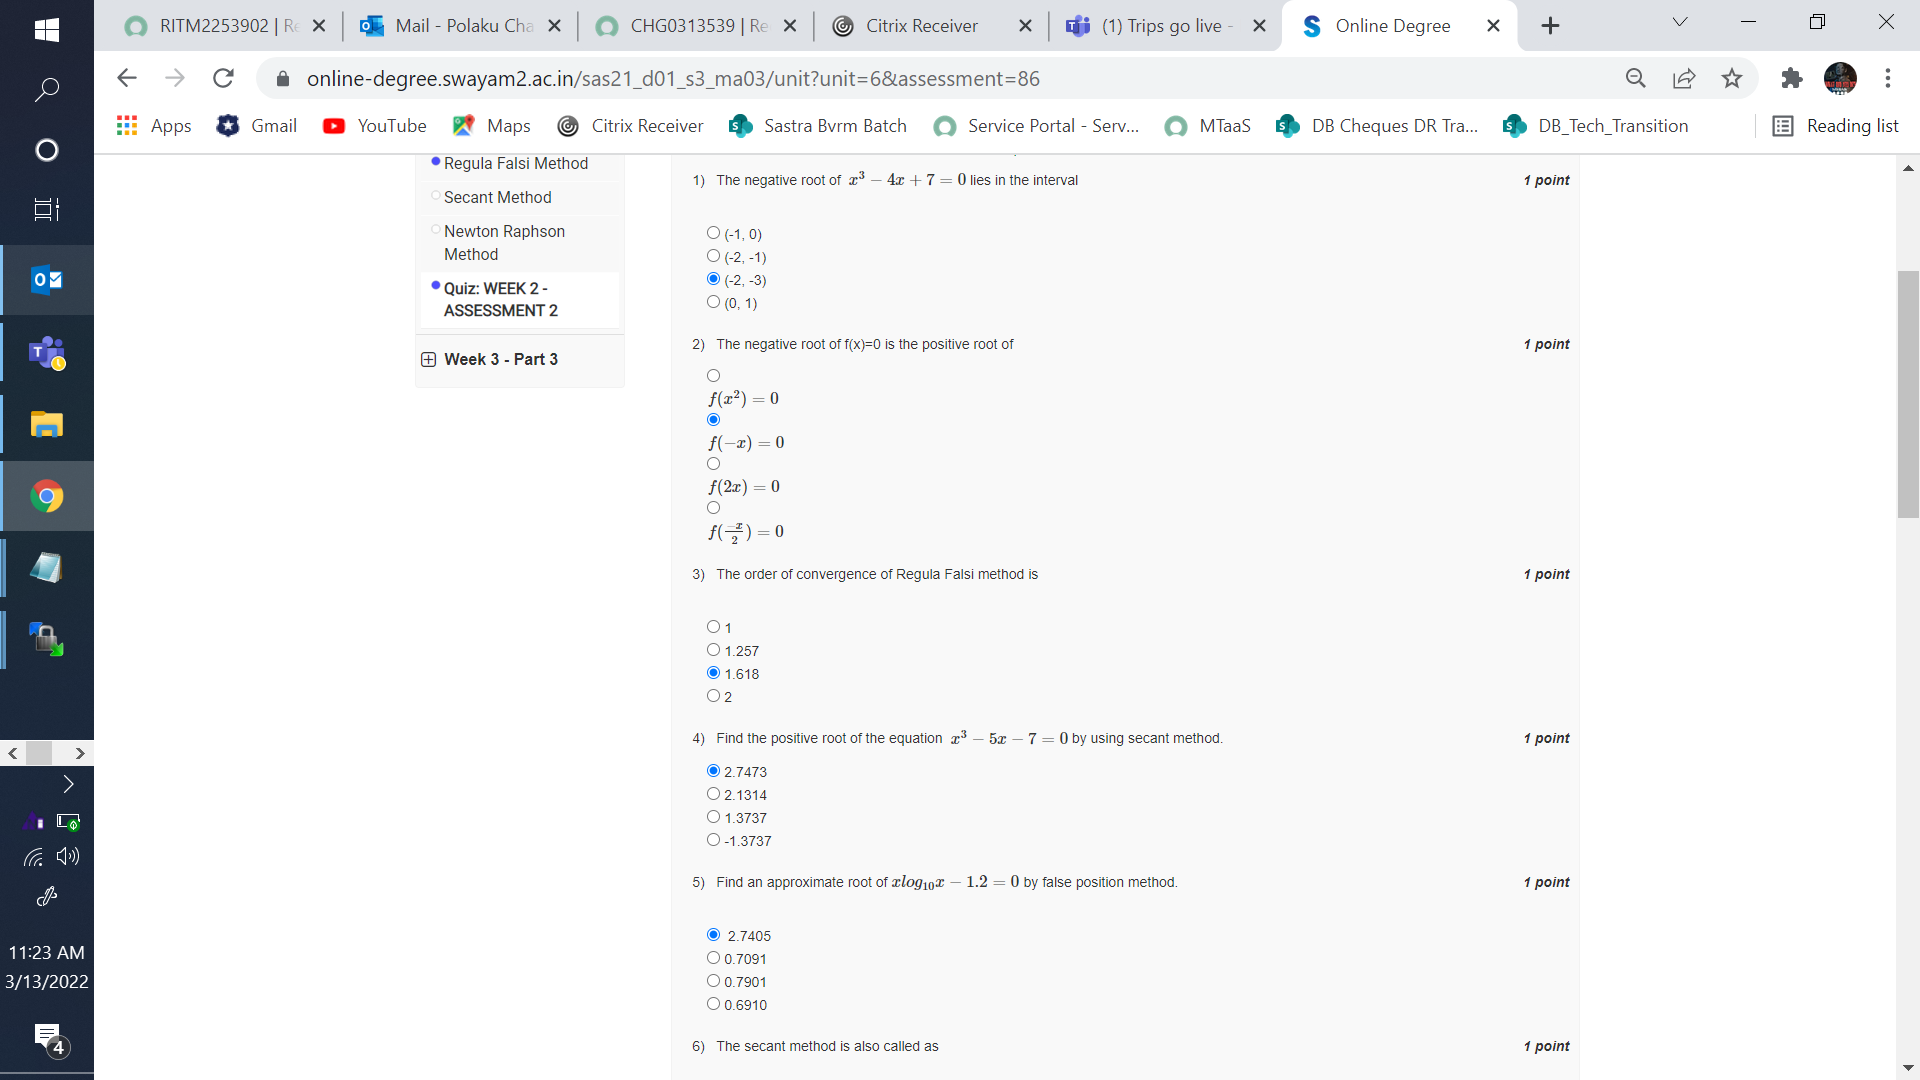 RITM2253902 | Re
Mail - Polaku Cha
CHG0313539 | Re
Citrix Receiver
(1) Trips go live -
Online Degree
online-degree.swayam2.ac.in/sas21_d01_s3_ma03/unit?unit=6&assessment=86
Apps
Gmail
YouTube
Maps
Citrix Receiver
Sastra Bvrm Batch
Service Portal - Serv...
MTaaS
DB Cheques DR Tra...
DB_Tech_Transition
Reading list
Regula Falsi Method
Secant Method
Newton Raphson
Method
Quiz: WEEK 2 -
ASSESSMENT 2
Week 3 - Part 3
1) The negative root of x³ − 4x + 7 = 0 lies in the interval
1 point
(-1, 0)
(-2, -1)
(-2, -3)
(0, 1)
2) The negative root of f(x)=0 is the positive root of
1 point
f(x²) = 0
f(−x) = 0
f(2x) = 0
f(−x/2) = 0
3) The order of convergence of Regula Falsi method is
1 point
1
1.257
1.618
2
4) Find the positive root of the equation x³ − 5x − 7 = 0 by using secant method.
1 point
2.7473
2.1314
1.3737
-1.3737
5) Find an approximate root of xlog₁₀x − 1.2 = 0 by false position method.
1 point
2.7405
0.7091
0.7901
0.6910
6) The secant method is also called as
1 point
11:23 AM
3/13/2022
4